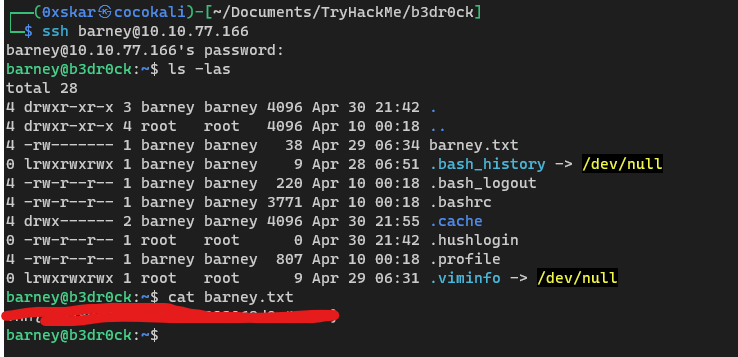 ┌──(0xskar㉿cocokali)-[~/Documents/TryHackMe/b3dr0ck]
└─$ ssh barney@10.10.77.166
barney@10.10.77.166's password:
barney@b3dr0ck:~$ ls -las
total 28
4 drwxr-xr-x 3 barney barney 4096 Apr 30 21:42 .
4 drwxr-xr-x 4 root   root   4096 Apr 10 00:18 ..
4 -rw------- 1 barney barney   38 Apr 29 06:34 barney.txt
0 lrwxrwxrwx 1 barney barney    9 Apr 28 06:51 .bash_history -> /dev/null
4 -rw-r--r-- 1 barney barney  220 Apr 10 00:18 .bash_logout
4 -rw-r--r-- 1 barney barney 3771 Apr 10 00:18 .bashrc
4 drwx------ 2 barney barney 4096 Apr 30 21:55 .cache
0 -rw-r--r-- 1 root   root      0 Apr 30 21:42 .hushlogin
4 -rw-r--r-- 1 barney barney  807 Apr 10 00:18 .profile
0 lrwxrwxrwx 1 root   root      9 Apr 29 06:31 .viminfo -> /dev/null
barney@b3dr0ck:~$ cat barney.txt
barney@b3dr0ck:~$